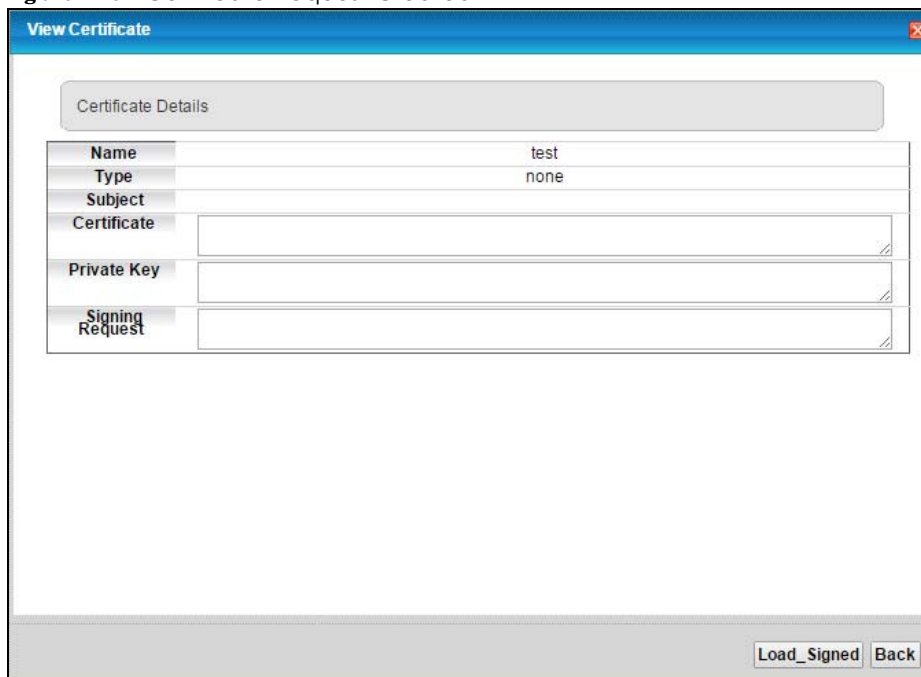 View Certificate
Certificate Details
Name test
Type none
Subject
Certificate
Private Key
Signing
Request
Load_Signed Back